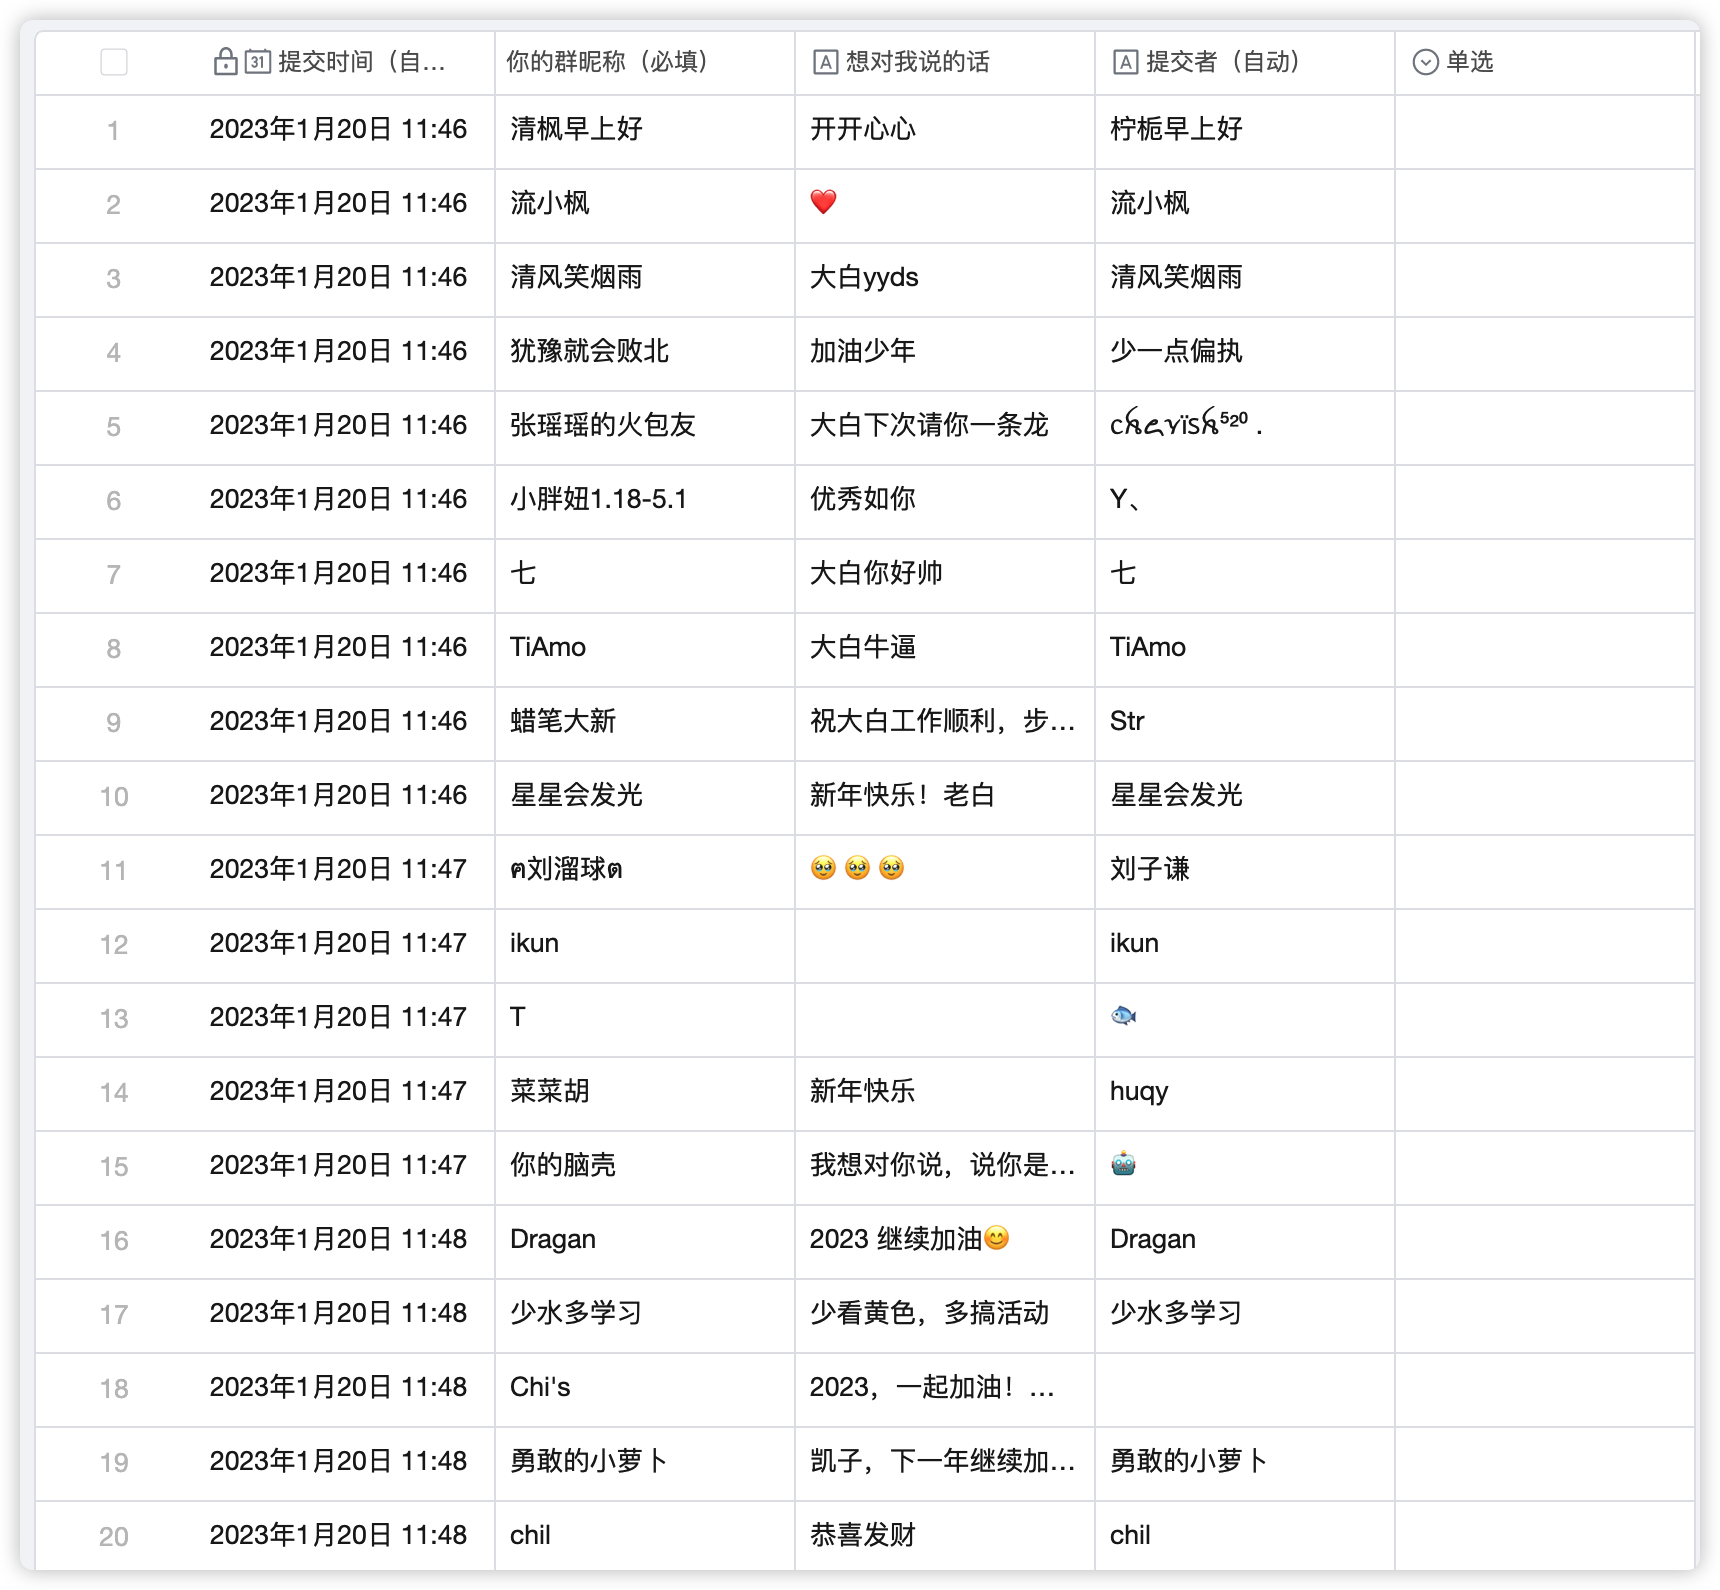 提交时间（自... 你的群昵称（必填） 想对我说的话 提交者（自动） 单选
1 2023年1月20日 11:46 清枫早上好 开开心心 柠栀早上好
2 2023年1月20日 11:46 流小枫 ❤️ 流小枫
3 2023年1月20日 11:46 清风笑烟雨 大白yyds 清风笑烟雨
4 2023年1月20日 11:46 犹豫就会败北 加油少年 少一点偏执
5 2023年1月20日 11:46 张瑶瑶的火包友 大白下次请你一条龙
6 2023年1月20日 11:46 小胖妞1.18-5.1 优秀如你 Y、
7 2023年1月20日 11:46 七 大白你好帅 七
8 2023年1月20日 11:46 TiAmo 大白牛逼 TiAmo
9 2023年1月20日 11:46 蜡笔大新 祝大白工作顺利，步... Str
10 2023年1月20日 11:46 星星会发光 新年快乐！老白 星星会发光
11 2023年1月20日 11:47 ฅ刘溜球ฅ 🥹🥹🥹 刘子谦
12 2023年1月20日 11:47 ikun ikun
13 2023年1月20日 11:47 T 🐟
14 2023年1月20日 11:47 菜菜胡 新年快乐 huqy
15 2023年1月20日 11:47 你的脑壳 我想对你说，说你是... 🤖
16 2023年1月20日 11:48 Dragan 2023 继续加油😊 Dragan
17 2023年1月20日 11:48 少水多学习 少看黄色，多搞活动 少水多学习
18 2023年1月20日 11:48 Chi's 2023，一起加油！...
19 2023年1月20日 11:48 勇敢的小萝卜 凯子，下一年继续加... 勇敢的小萝卜
20 2023年1月20日 11:48 chil 恭喜发财 chil